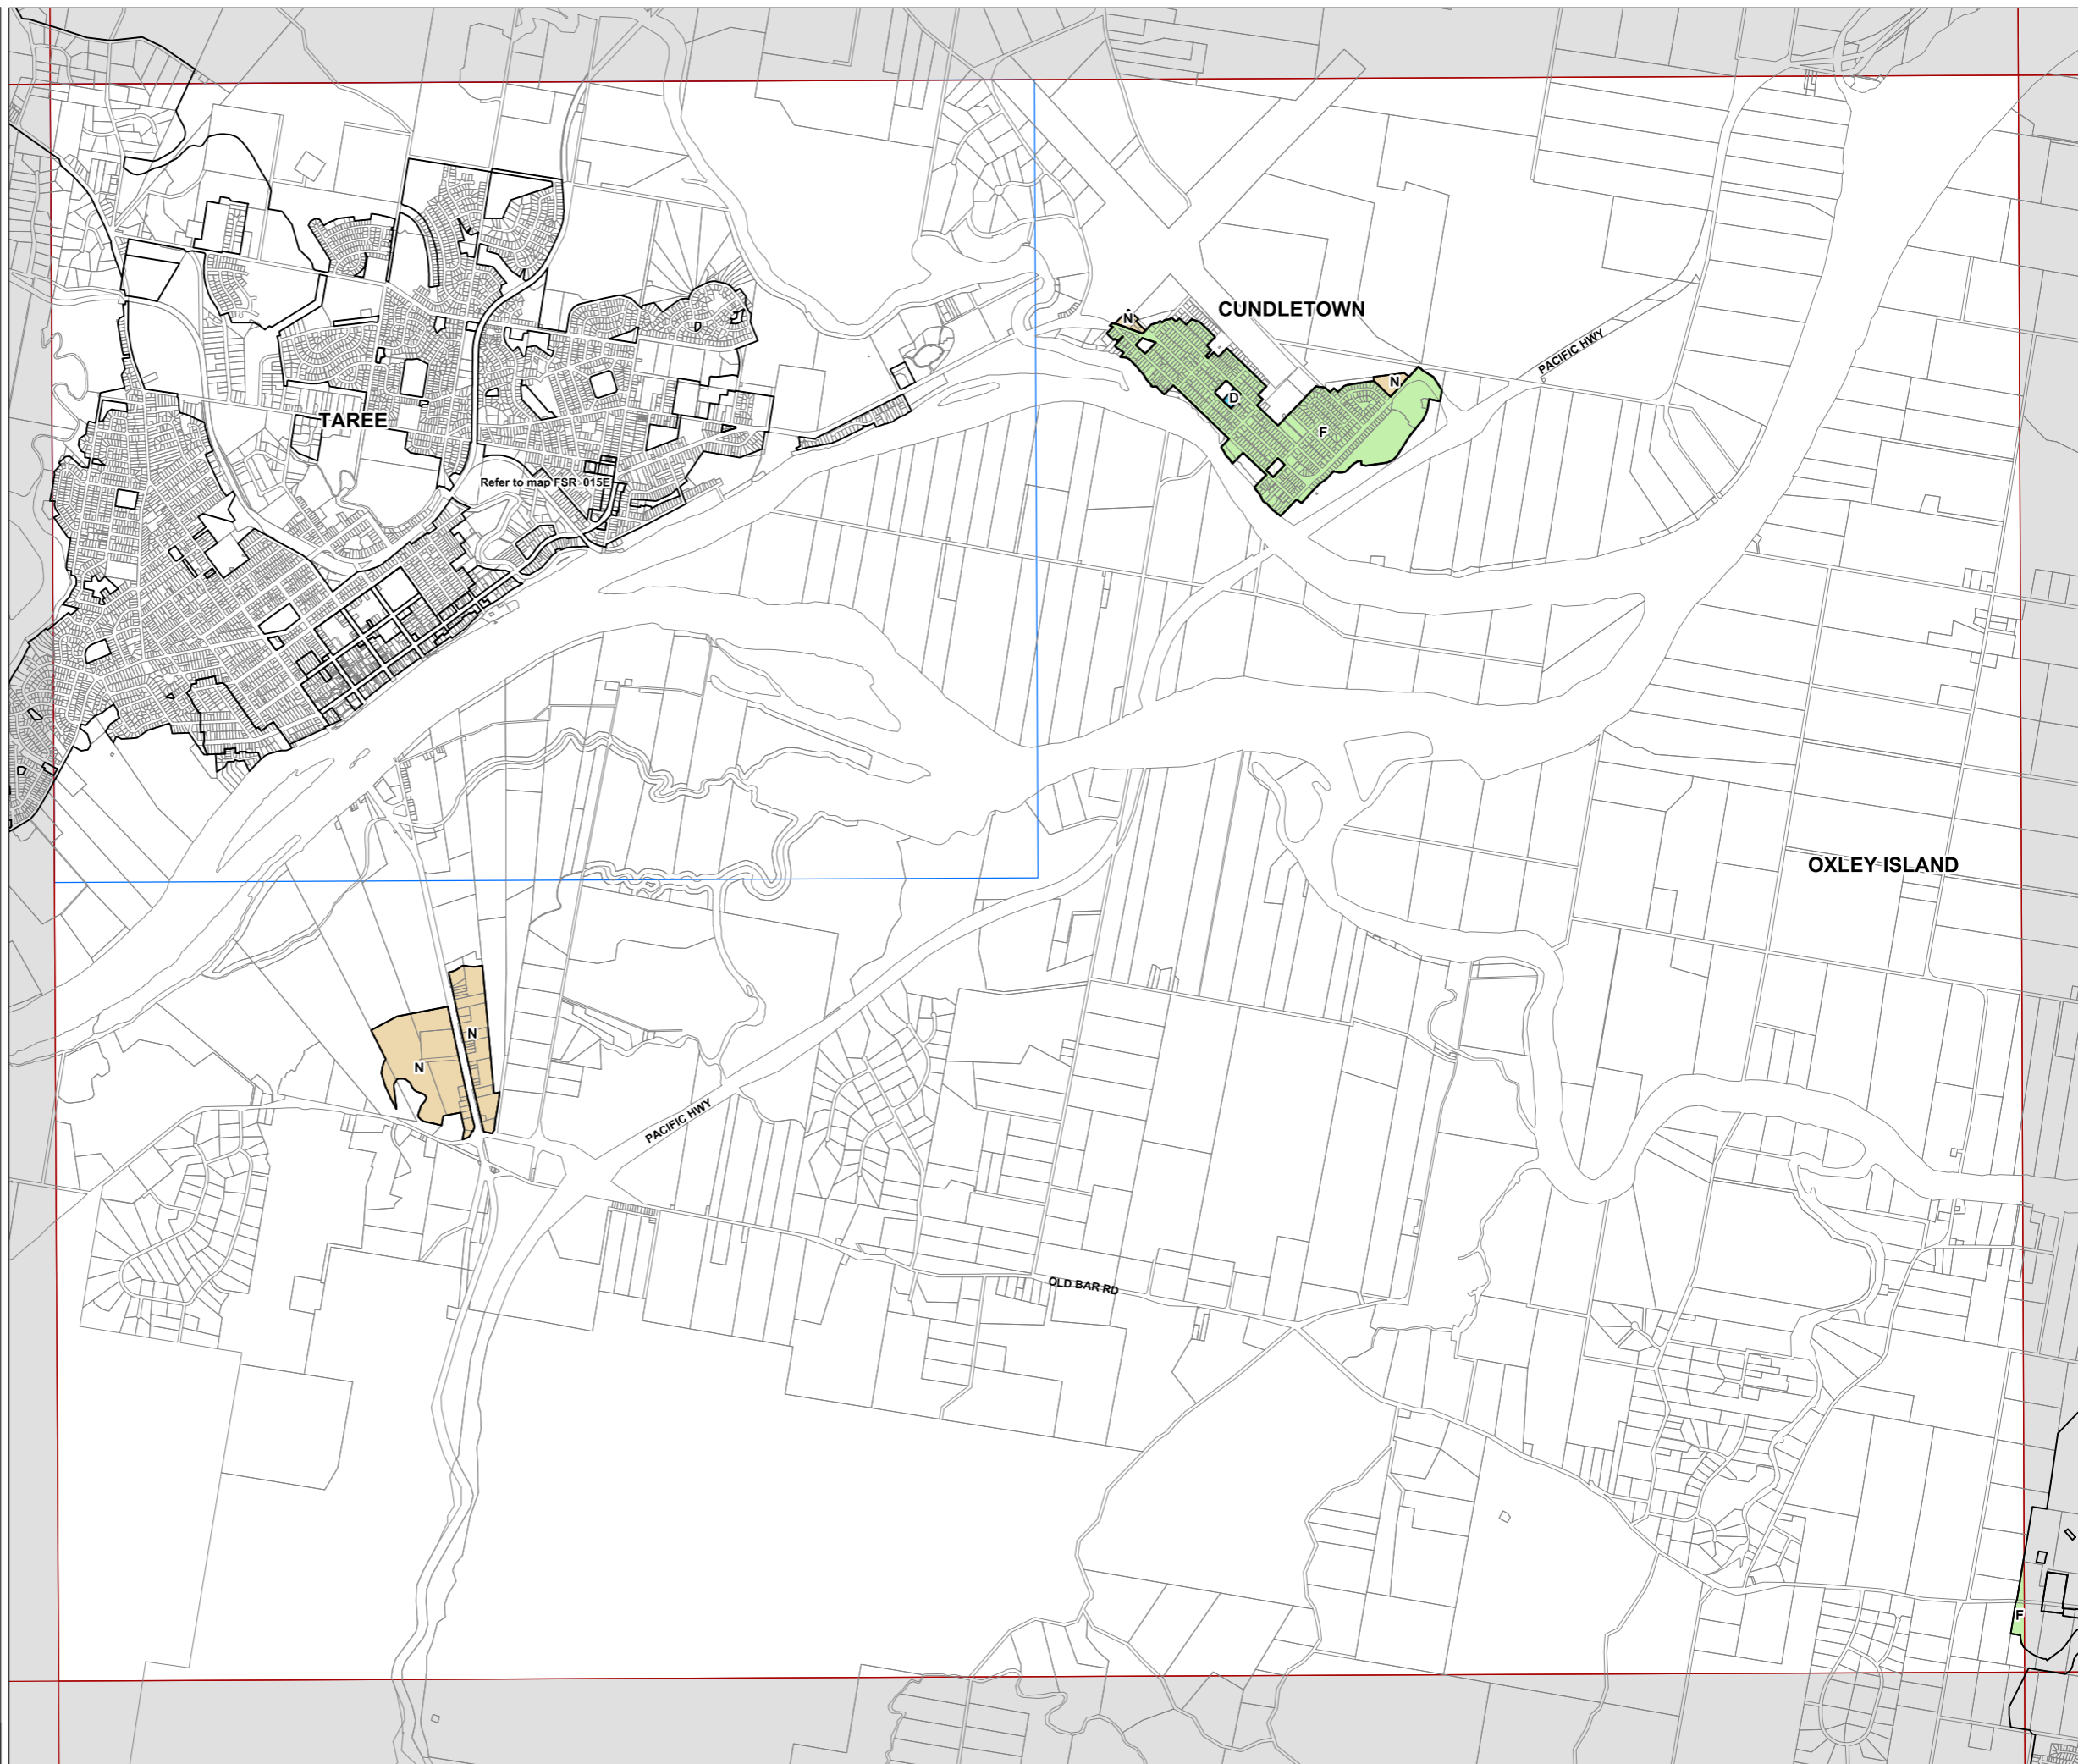 CUNDLETOWN
N
PACIFIC HWY
N
D
TAREE
F
Refer to map FSR_015E
OXLEY ISLAND
N
N
PACIFIC HWY
OLD BAR RD
F